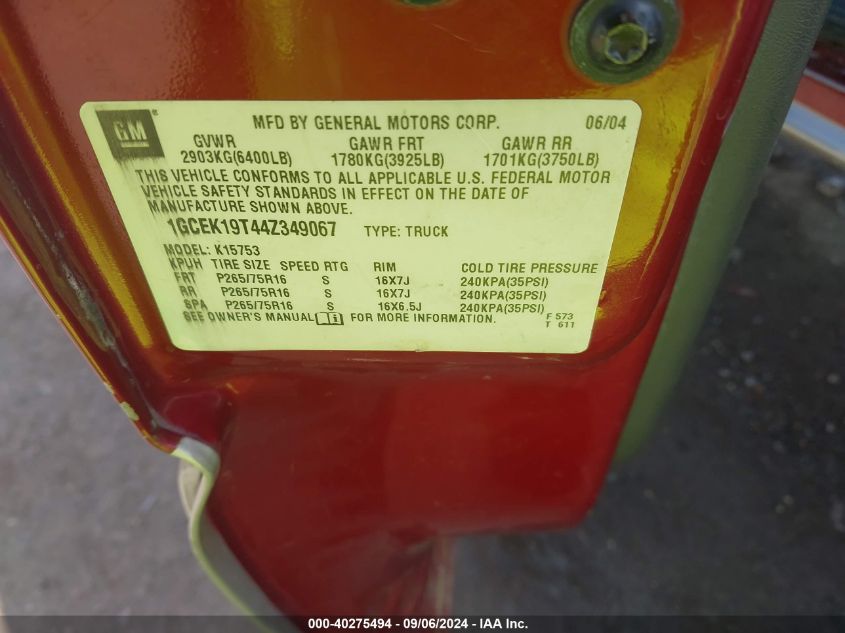 GM ®
MFD BY GENERAL MOTORS CORP. 06/04
GVWR GAWR FRT GAWR RR
2903KG(6400LB) 1780KG(3925LB) 1701KG(3750LB)
THIS VEHICLE CONFORMS TO ALL APPLICABLE U.S. FEDERAL MOTOR
VEHICLE SAFETY STANDARDS IN EFFECT ON THE DATE OF
MANUFACTURE SHOWN ABOVE.
1GCEK19T44Z349067 TYPE: TRUCK
MODEL: K15753
KPUH TIRE SIZE SPEED RTG RIM COLD TIRE PRESSURE
FRT P265/75R16 S 16X7J 240KPA(35PSI)
RR P265/75R16 S 16X7J 240KPA(35PSI)
SPA P265/75R16 S 16X6.5J 240KPA(35PSI)
SEE OWNER'S MANUAL FOR MORE INFORMATION.
F 573
T 611
000-40275494 - 09/06/2024 - IAA Inc.